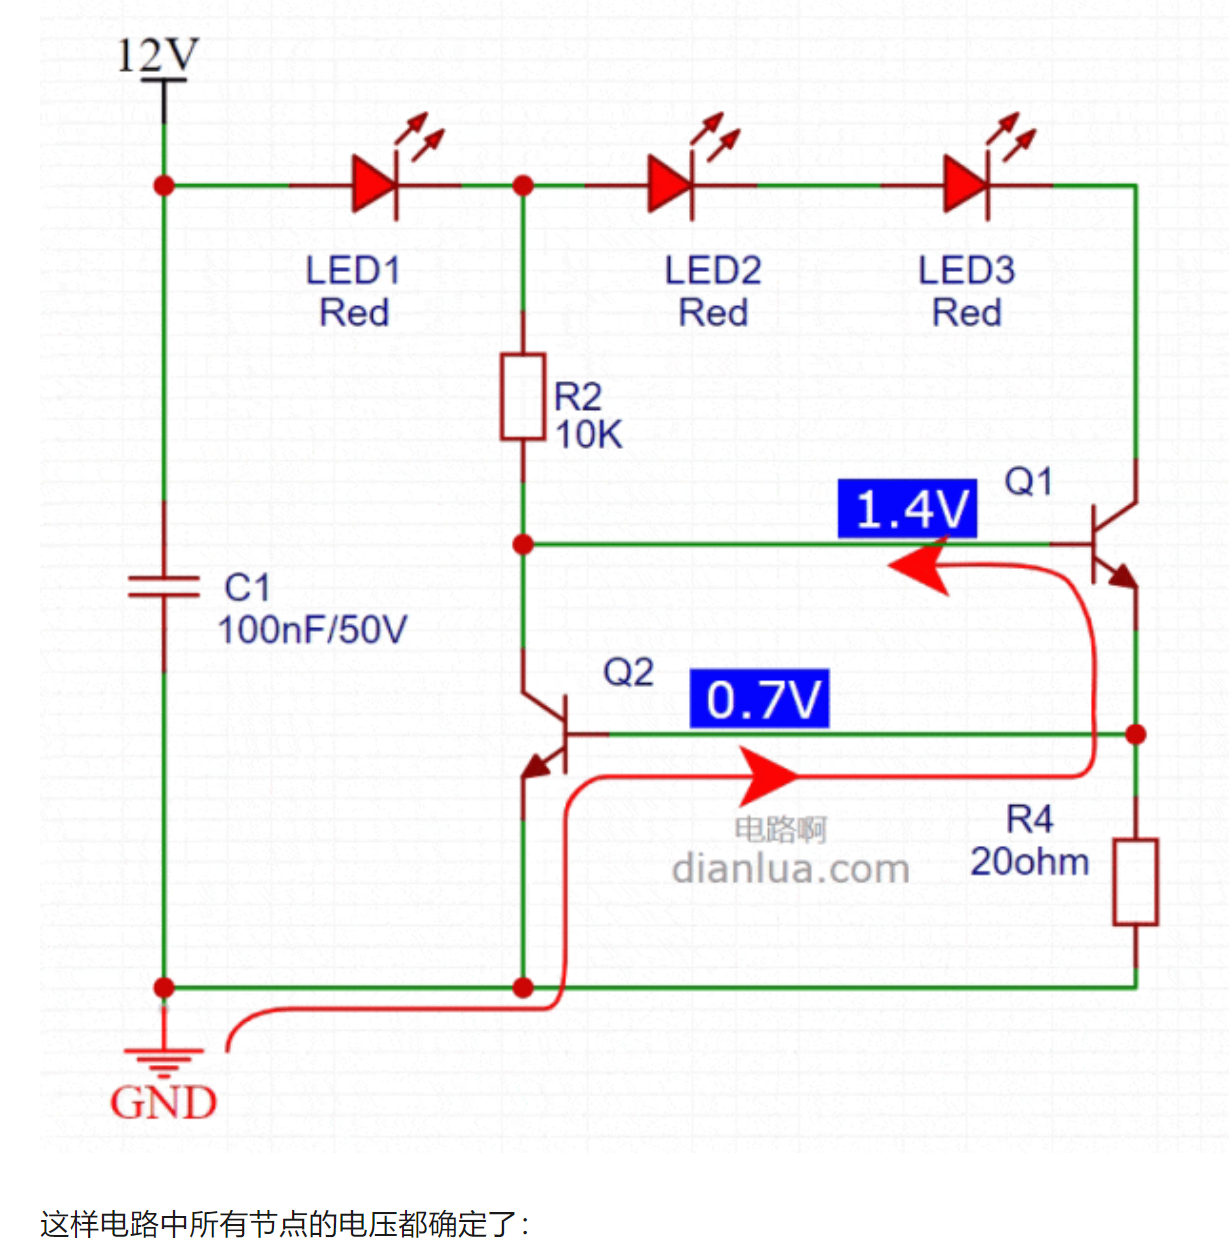 12V
LED1
Red
LED2
Red
LED3
Red
R2
10K
1.4V
Q1
C1
100nF/50V
Q2
0.7V
R4
20ohm
电路啊
dianlua.com
GND
这样电路中所有节点的电压都确定了：